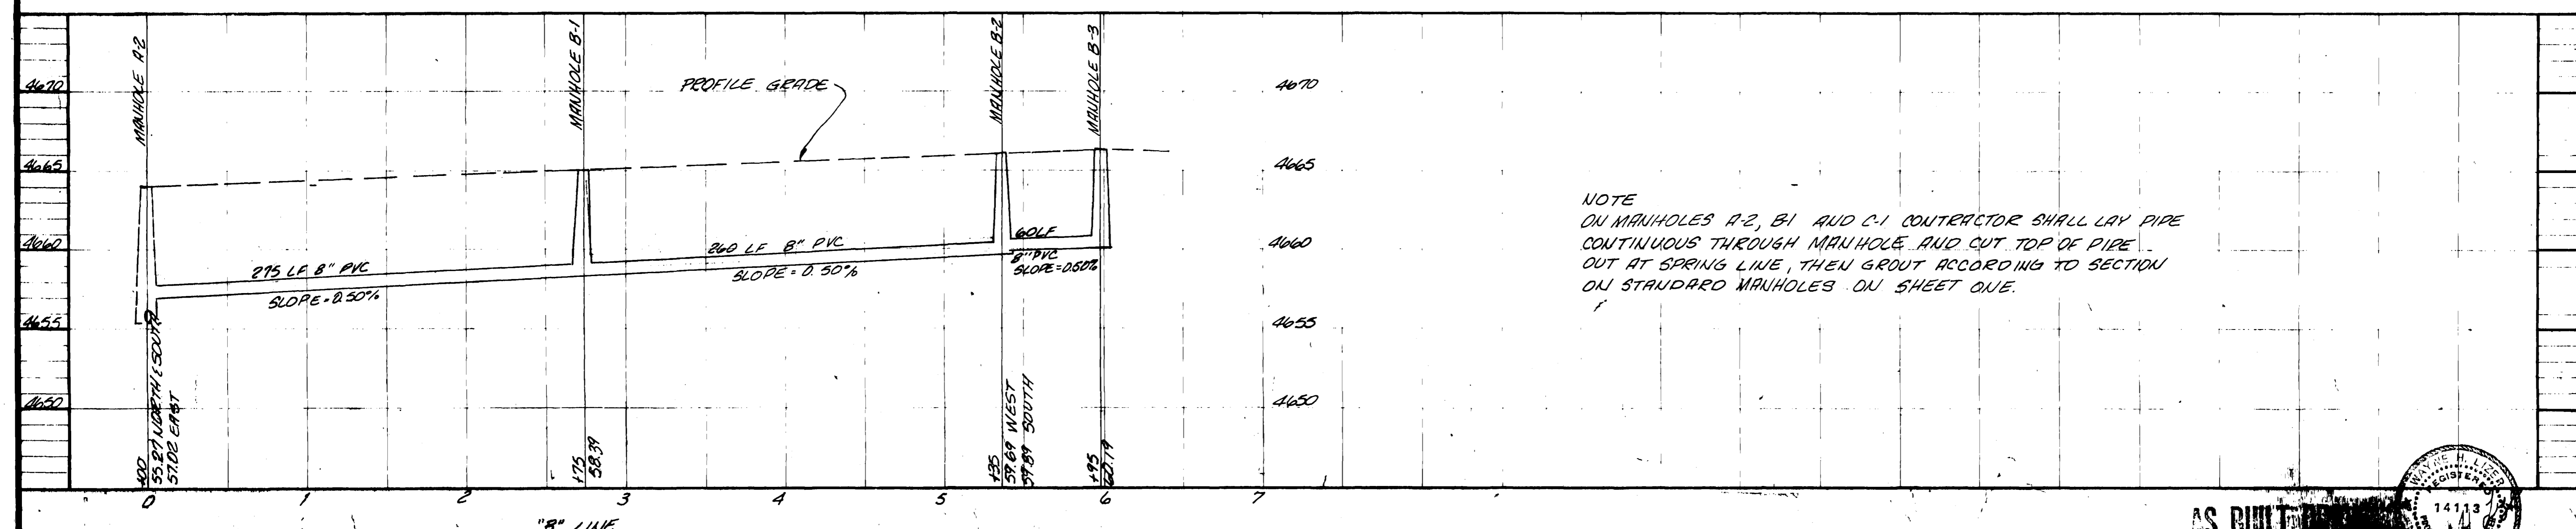 MANHOLE A-2
MANHOLE B-1
MANHOLE B-2
MANHOLE B-3
4670
PROFILE GRADE
4670
4665
4665
4660
4660
275 LF 8" PVC
SLOPE = 0.50%
260 LF 8" PVC
SLOPE = 0.50%
60LF
8" PVC
SLOPE=0.50%
NOTE
ON MANHOLES A-2, B-1 AND C-1 CONTRACTOR SHALL LAY PIPE
CONTINUOUS THROUGH MANHOLE AND CUT TOP OF PIPE
OUT AT SPRING LINE, THEN GROUT ACCORDING TO SECTION
ON STANDARD MANHOLES ON SHEET ONE.
4655
4655
4650
4650
+00
55.27 NORTH & SOUTH
57.02 EAST
+75
58.39
+35
59.69 WEST
59.89 SOUTH
+95
60.19
0 1 2 3 4 5 6 7
"B" LINE
AS BUILT
WAYNE H. LIZER
REGISTERED
14113